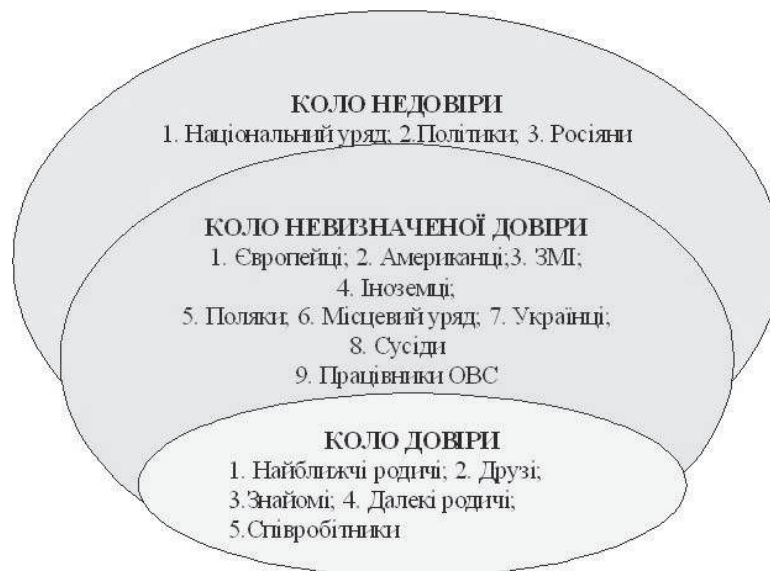 КОЛО НЕДОВІРИ
1. Національний уряд; 2.Політики; 3. Росіяни
КОЛО НЕВИЗНАЧЕНОЇ ДОВІРИ
1. Європейці; 2. Американці;3. ЗМІ;
4. Іноземці;
5. Поляки; 6. Місцевий уряд; 7. Українці;
8. Сусіди
9. Працівники ОВС
КОЛО ДОВІРИ
1. Найближчі родичі; 2. Друзі;
3.Знайомі; 4. Далекі родичі;
5.Співробітники